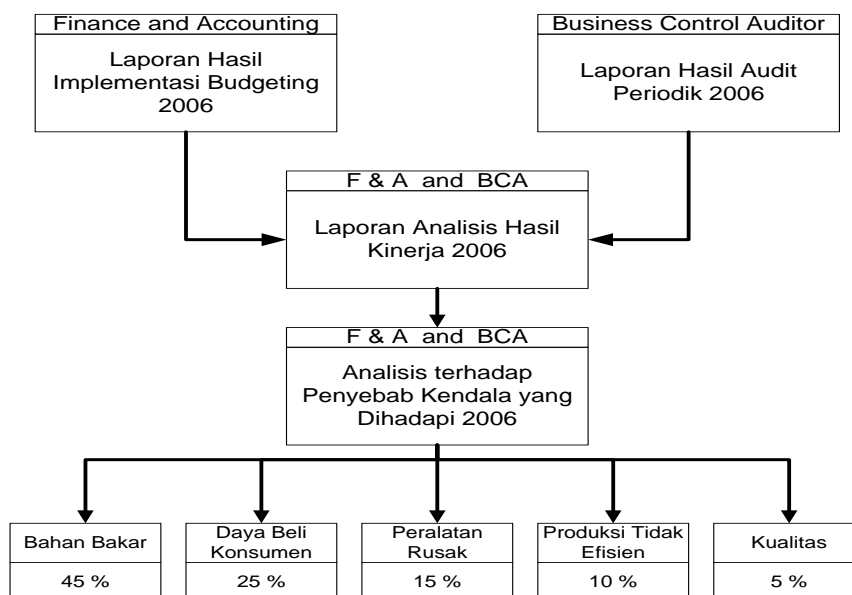 Finance and Accounting
Laporan Hasil
Implementasi Budgeting
2006
Business Control Auditor
Laporan Hasil Audit
Periodik 2006
F & A and BCA
Laporan Analisis Hasil
Kinerja 2006
F & A and BCA
Analisis terhadap
Penyebab Kendala yang
Dihadapi 2006
Bahan Bakar
45 %
Daya Beli
Konsumen
25 %
Peralatan
Rusak
15 %
Produksi Tidak
Efisien
10 %
Kualitas
5 %